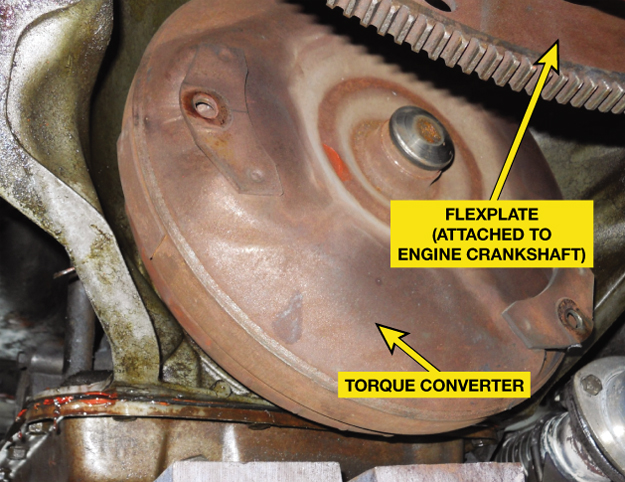 FLEXPLATE
(ATTACHED TO
ENGINE CRANKSHAFT)
TORQUE CONVERTER